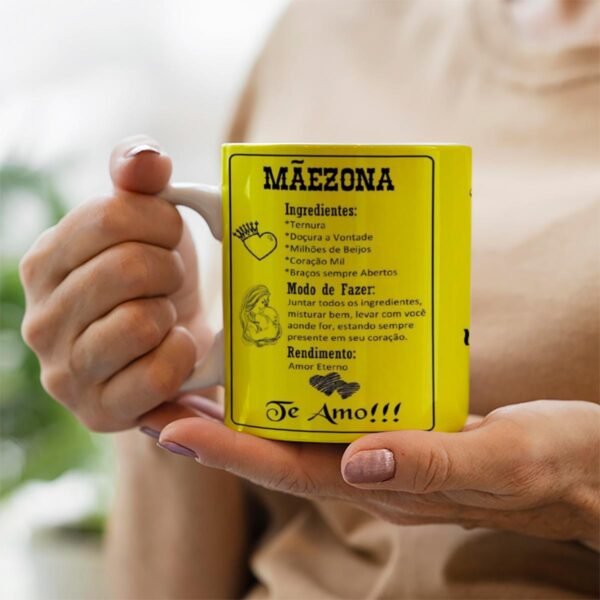 MÃEZONA
Ingredientes:
*Ternura
*Doçura a Vontade
*Milhões de Beijos
*Coração Mil
*Braços sempre Abertos
Modo de Fazer:
Juntar todos os ingredientes,
misturar bem, levar com você
aonde for, estando sempre
presente em seu coração.
Rendimento:
Amor Eterno
Te Amo!!!